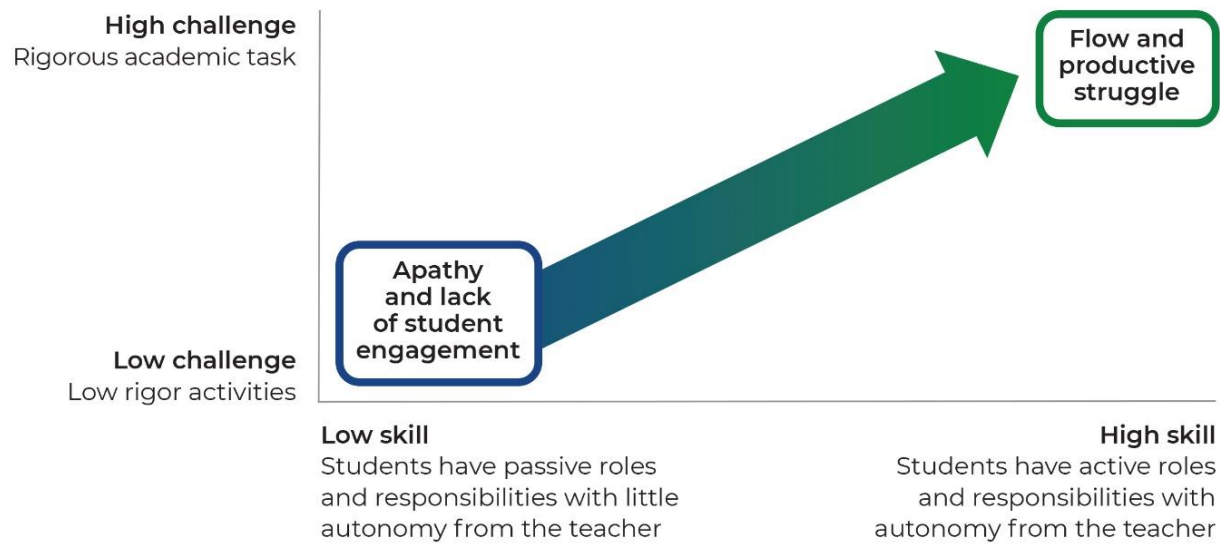 High challenge
Rigorous academic task
Flow and
productive
struggle
Apathy
and lack
of student
engagement
Low challenge
Low rigor activities
Low skill
Students have passive roles
and responsibilities with little
autonomy from the teacher
High skill
Students have active roles
and responsibilities with
autonomy from the teacher